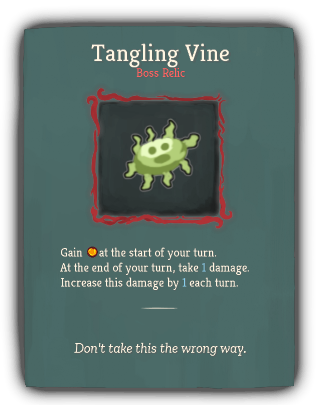 Tangling Vine
Boss Relic
Gain at the start of your turn.
At the end of your turn, take 1 damage.
Increase this damage by 1 each turn.
Don't take this the wrong way.